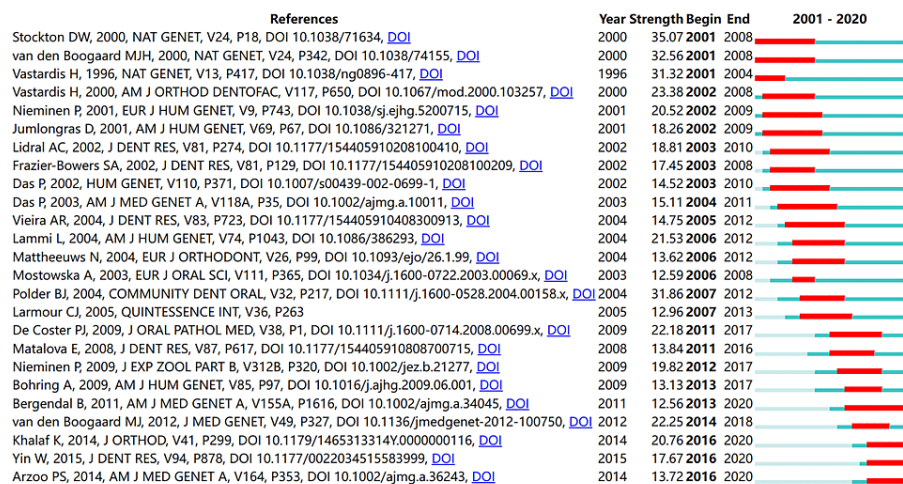 References Year Strength Begin End 2001 - 2020
Stockton DW, 2000, NAT GENET, V24, P18, DOI 10.1038/71634, DOI 2000 35.07 2001 2008
van den Boogaard MJH, 2000, NAT GENET, V24, P342, DOI 10.1038/74155, DOI 2000 32.56 2001 2008
Vastardis H, 1996, NAT GENET, V13, P417, DOI 10.1038/ng0896-417, DOI 1996 31.32 2001 2004
Vastardis H, 2000, AM J ORTHOD DENTOFAC, V117, P650, DOI 10.1067/mod.2000.103257, DOI 2000 23.38 2002 2008
Nieminen P, 2001, EUR J HUM GENET, V9, P743, DOI 10.1038/sj.ejhg.5200715, DOI 2001 20.52 2002 2009
Jumlongras D, 2001, AM J HUM GENET, V69, P67, DOI 10.1086/321271, DOI 2001 18.26 2002 2009
Lidral AC, 2002, J DENT RES, V81, P274, DOI 10.1177/154405910208100410, DOI 2002 18.81 2003 2010
Frazier-Bowers SA, 2002, J DENT RES, V81, P129, DOI 10.1177/154405910208100209, DOI 2002 17.45 2003 2008
Das P, 2002, HUM GENET, V110, P371, DOI 10.1007/s00439-002-0699-1, DOI 2002 14.52 2003 2010
Das P, 2003, AM J MED GENET A, V118A, P35, DOI 10.1002/ajmg.a.10011, DOI 2003 15.11 2004 2011
Vieira AR, 2004, J DENT RES, V83, P723, DOI 10.1177/154405910408300913, DOI 2004 14.75 2005 2012
Lammi L, 2004, AM J HUM GENET, V74, P1043, DOI 10.1086/386293, DOI 2004 21.53 2006 2012
Mattheeuws N, 2004, EUR J ORTHODONT, V26, P99, DOI 10.1093/ejo/26.1.99, DOI 2004 13.62 2006 2012
Mostowska A, 2003, EUR J ORAL SCI, V111, P365, DOI 10.1034/j.1600-0722.2003.00069.x, DOI 2003 12.59 2006 2008
Polder BJ, 2004, COMMUNITY DENT ORAL, V32, P217, DOI 10.1111/j.1600-0528.2004.00158.x, DOI 2004 31.86 2007 2012
Larmour CJ, 2005, QUINTESSENCE INT, V36, P263 2005 12.96 2007 2013
De Coster PJ, 2009, J ORAL PATHOL MED, V38, P1, DOI 10.1111/j.1600-0714.2008.00699.x, DOI 2009 22.18 2011 2017
Matalova E, 2008, J DENT RES, V87, P617, DOI 10.1177/154405910808700715, DOI 2008 13.84 2011 2016
Nieminen P, 2009, J EXP ZOOL PART B, V312B, P320, DOI 10.1002/jez.b.21277, DOI 2009 19.82 2012 2017
Bohring A, 2009, AM J HUM GENET, V85, P97, DOI 10.1016/j.ajhg.2009.06.001, DOI 2009 13.13 2013 2017
Bergendal B, 2011, AM J MED GENET A, V155A, P1616, DOI 10.1002/ajmg.a.34045, DOI 2011 12.56 2013 2020
van den Boogaard MJ, 2012, J MED GENET, V49, P327, DOI 10.1136/jmedgenet-2012-100750, DOI 2012 22.25 2014 2018
Khalaf K, 2014, J ORTHOD, V41, P299, DOI 10.1179/1465313314Y.0000000116, DOI 2014 20.76 2016 2020
Yin W, 2015, J DENT RES, V94, P878, DOI 10.1177/0022034515583999, DOI 2015 17.67 2016 2020
Arzoo PS, 2014, AM J MED GENET A, V164, P353, DOI 10.1002/ajmg.a.36243, DOI 2014 13.72 2016 2020